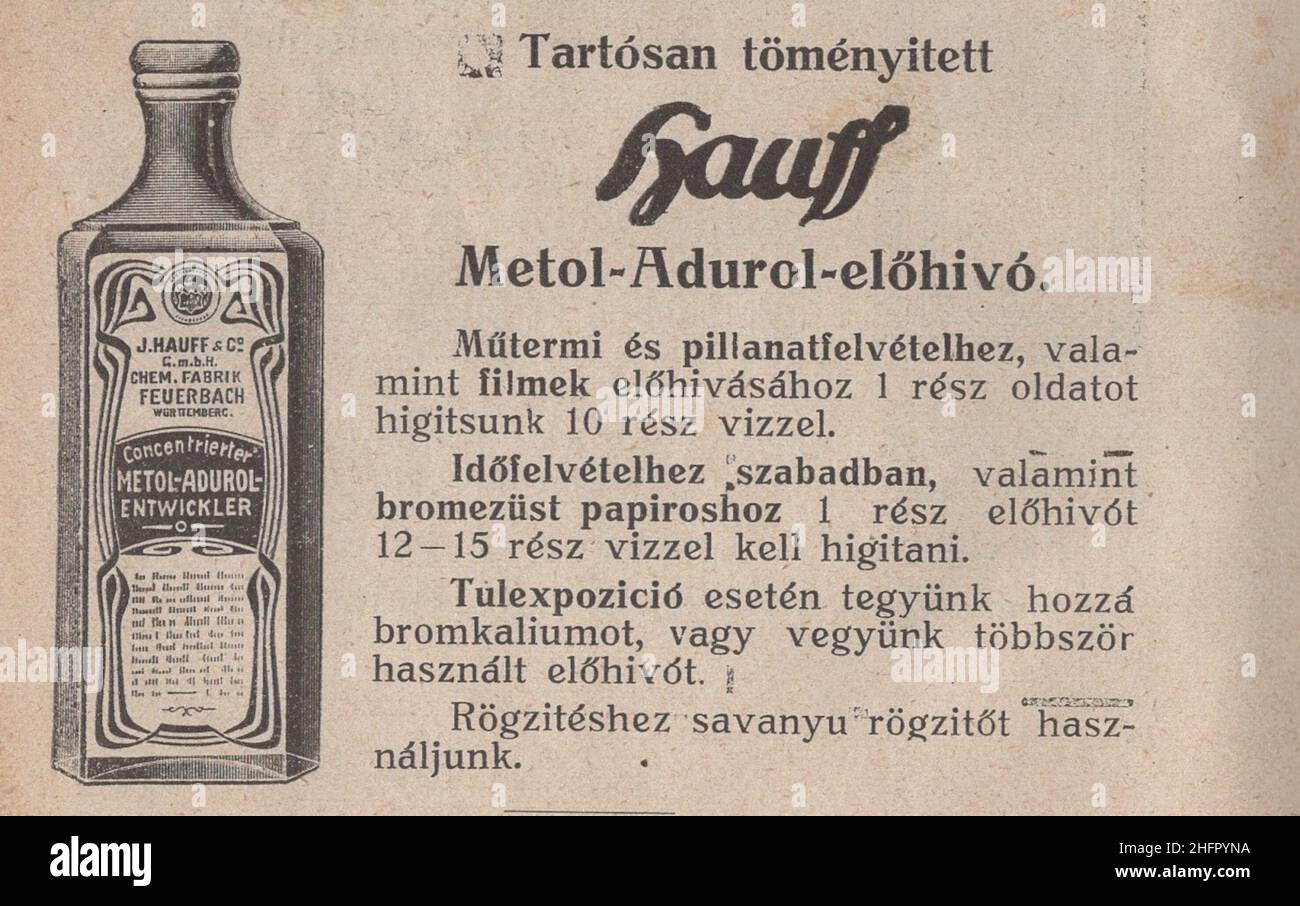 Tartósan töményitett
Hauff
Metol-Adurol-előhivó.
Műtermi és pillanatfelvételhez, vala-
mint filmek előhivásához 1 rész oldatot
higitsunk 10 rész vizzel.
Időfelvételhez szabadban, valamint
bromezüst papiroshoz 1 rész előhivót
12—15 rész vizzel kell higitani.
Túlexpozició esetén tegyünk hozzá
bromkaliumot, vagy vegyünk többször
használt előhivót.
Rögzitéshez savanyu rögzitőt hasz-
náljunk.
J. HAUFF & Cº
G.m.b.H.
CHEM. FABRIK
FEUERBACH
WÜRTTEMBERG.
Concentrierter
METOL-ADUROL-
ENTWICKLER
a alamy
Image ID: 2HFPYNA
www.alamy.com